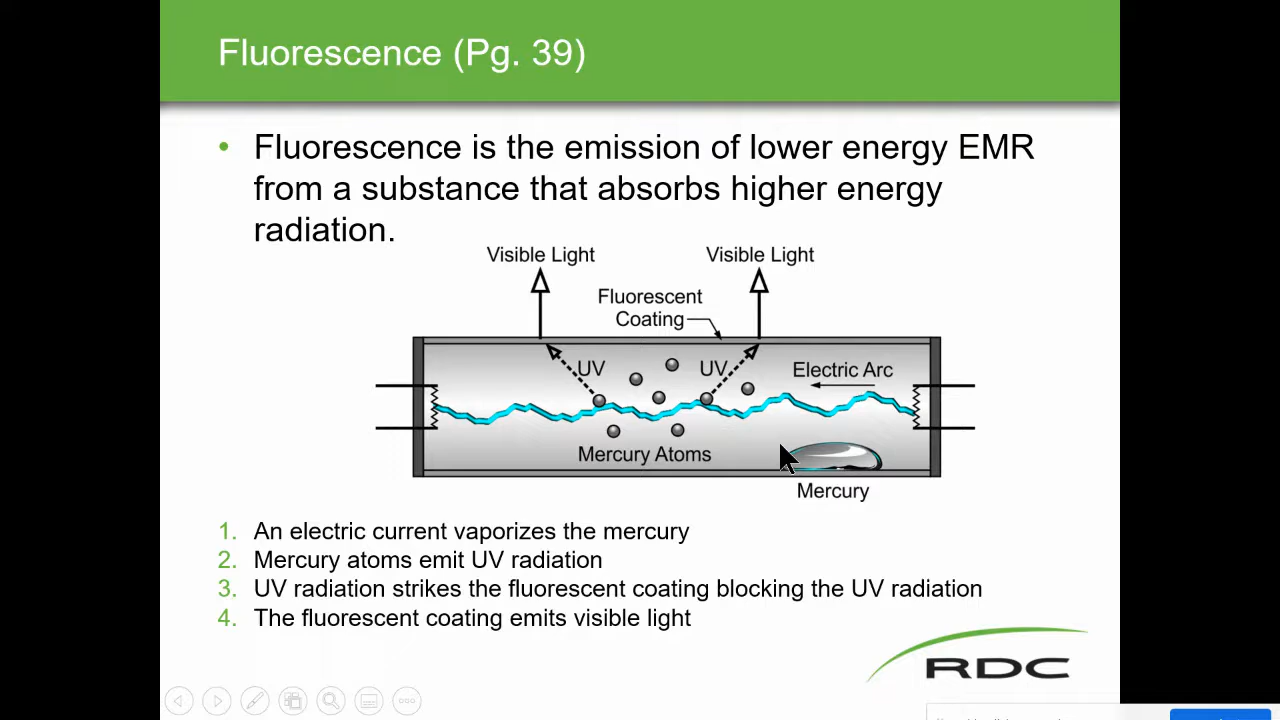 Fluorescence (Pg. 39)
• Fluorescence is the emission of lower energy EMR
from a substance that absorbs higher energy
radiation.
Visible Light
Visible Light
Fluorescent
Coating
UV
UV
Electric Arc
Mercury Atoms
Mercury
1. An electric current vaporizes the mercury
2. Mercury atoms emit UV radiation
3. UV radiation strikes the fluorescent coating blocking the UV radiation
4. The fluorescent coating emits visible light
RDC